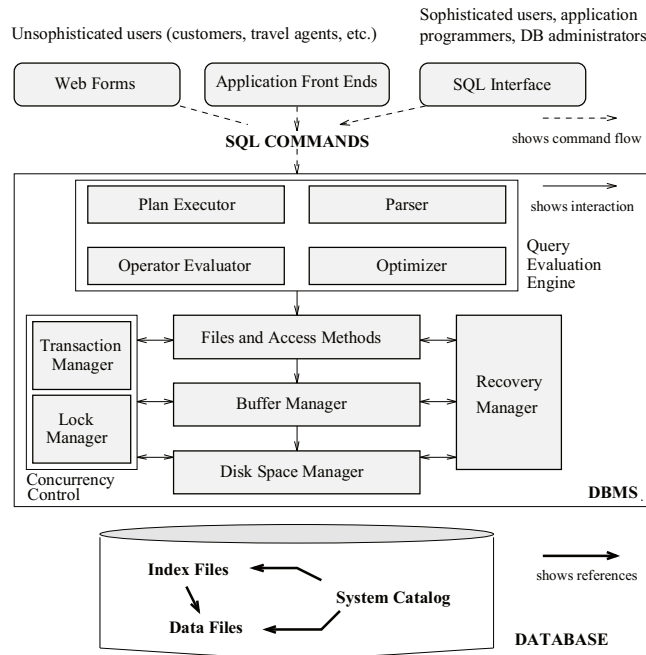 Unsophisticated users (customers, travel agents, etc.)
Sophisticated users, application
programmers, DB administrators
Web Forms
Application Front Ends
SQL Interface
SQL COMMANDS
shows command flow
shows interaction
Plan Executor
Parser
Operator Evaluator
Optimizer
Query
Evaluation
Engine
Transaction
Manager
Lock
Manager
Concurrency
Control
Files and Access Methods
Buffer Manager
Disk Space Manager
Recovery
Manager
DBMS
Index Files
System Catalog
Data Files
shows references
DATABASE